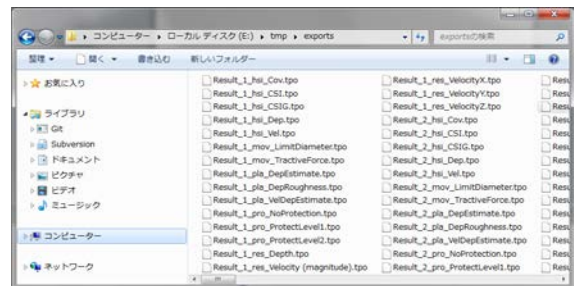 コンピューター ▸ ローカル ディスク (E:) ▸ tmp ▸ exports
exportsの検索
整理 開く 書き込む 新しいフォルダー
お気に入り
ライブラリ
Git
Subversion
ドキュメント
ピクチャ
ビデオ
ミュージック
コンピューター
ネットワーク
Result_1_hsi_Cov.tpo
Result_1_hsi_CSI.tpo
Result_1_hsi_CSIG.tpo
Result_1_hsi_Dep.tpo
Result_1_hsi_Vel.tpo
Result_1_mov_LimitDiameter.tpo
Result_1_mov_TractiveForce.tpo
Result_1_pla_DepEstimate.tpo
Result_1_pla_DepRoughness.tpo
Result_1_pla_VelDepEstimate.tpo
Result_1_pro_NoProtection.tpo
Result_1_pro_ProtectLevel1.tpo
Result_1_pro_ProtectLevel2.tpo
Result_1_res_Depth.tpo
Result_1_res_Velocity (magnitude).tpo
Result_1_res_VelocityX.tpo
Result_1_res_VelocityY.tpo
Result_1_res_VelocityZ.tpo
Result_2_hsi_Cov.tpo
Result_2_hsi_CSI.tpo
Result_2_hsi_CSIG.tpo
Result_2_hsi_Dep.tpo
Result_2_hsi_Vel.tpo
Result_2_mov_LimitDiameter.tpo
Result_2_mov_TractiveForce.tpo
Result_2_pla_DepEstimate.tpo
Result_2_pla_DepRoughness.tpo
Result_2_pla_VelDepEstimate.tpo
Result_2_pro_NoProtection.tpo
Result_2_pro_ProtectLevel1.tpo